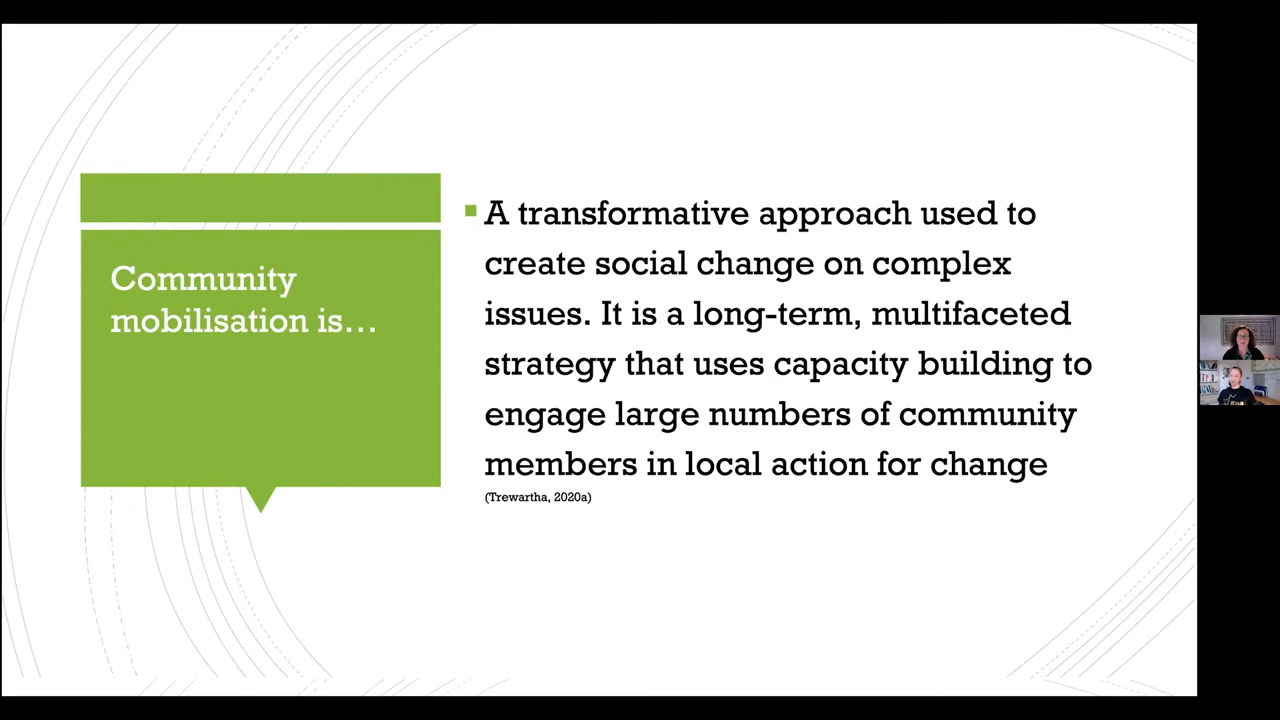 Community
mobilisation is…
A transformative approach used to
create social change on complex
issues. It is a long-term, multifaceted
strategy that uses capacity building to
engage large numbers of community
members in local action for change
(Trewartha, 2020a)